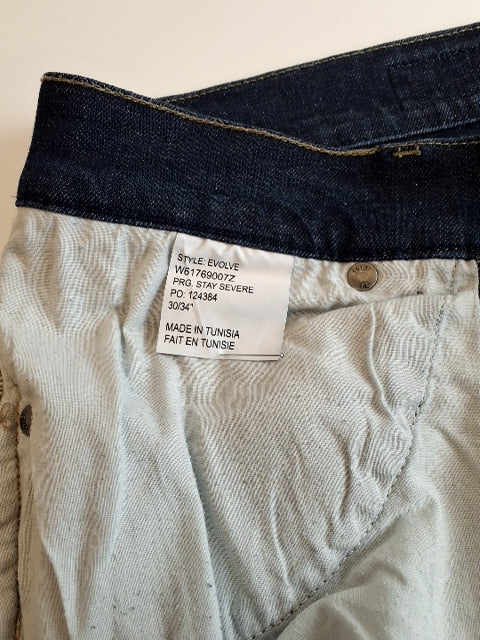 STYLE: EVOLVE
W61769007Z
PRG. STAY SEVERE
PO: 124384
30/34"
MADE IN TUNISIA
FAIT EN TUNISIE